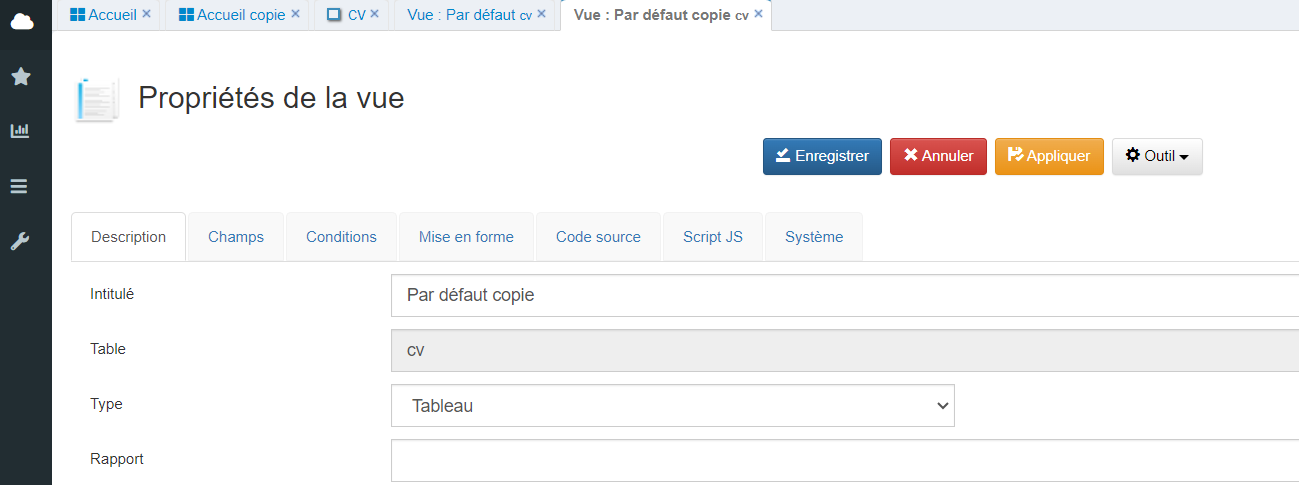 Accueil × Accueil copie × CV × Vue : Par défaut cv × Vue : Par défaut copie cv ×
Propriétés de la vue
Enregistrer Annuler Appliquer Outil
Description Champs Conditions Mise en forme Code source Script JS Système
Intitulé Par défaut copie
Table cv
Type Tableau
Rapport